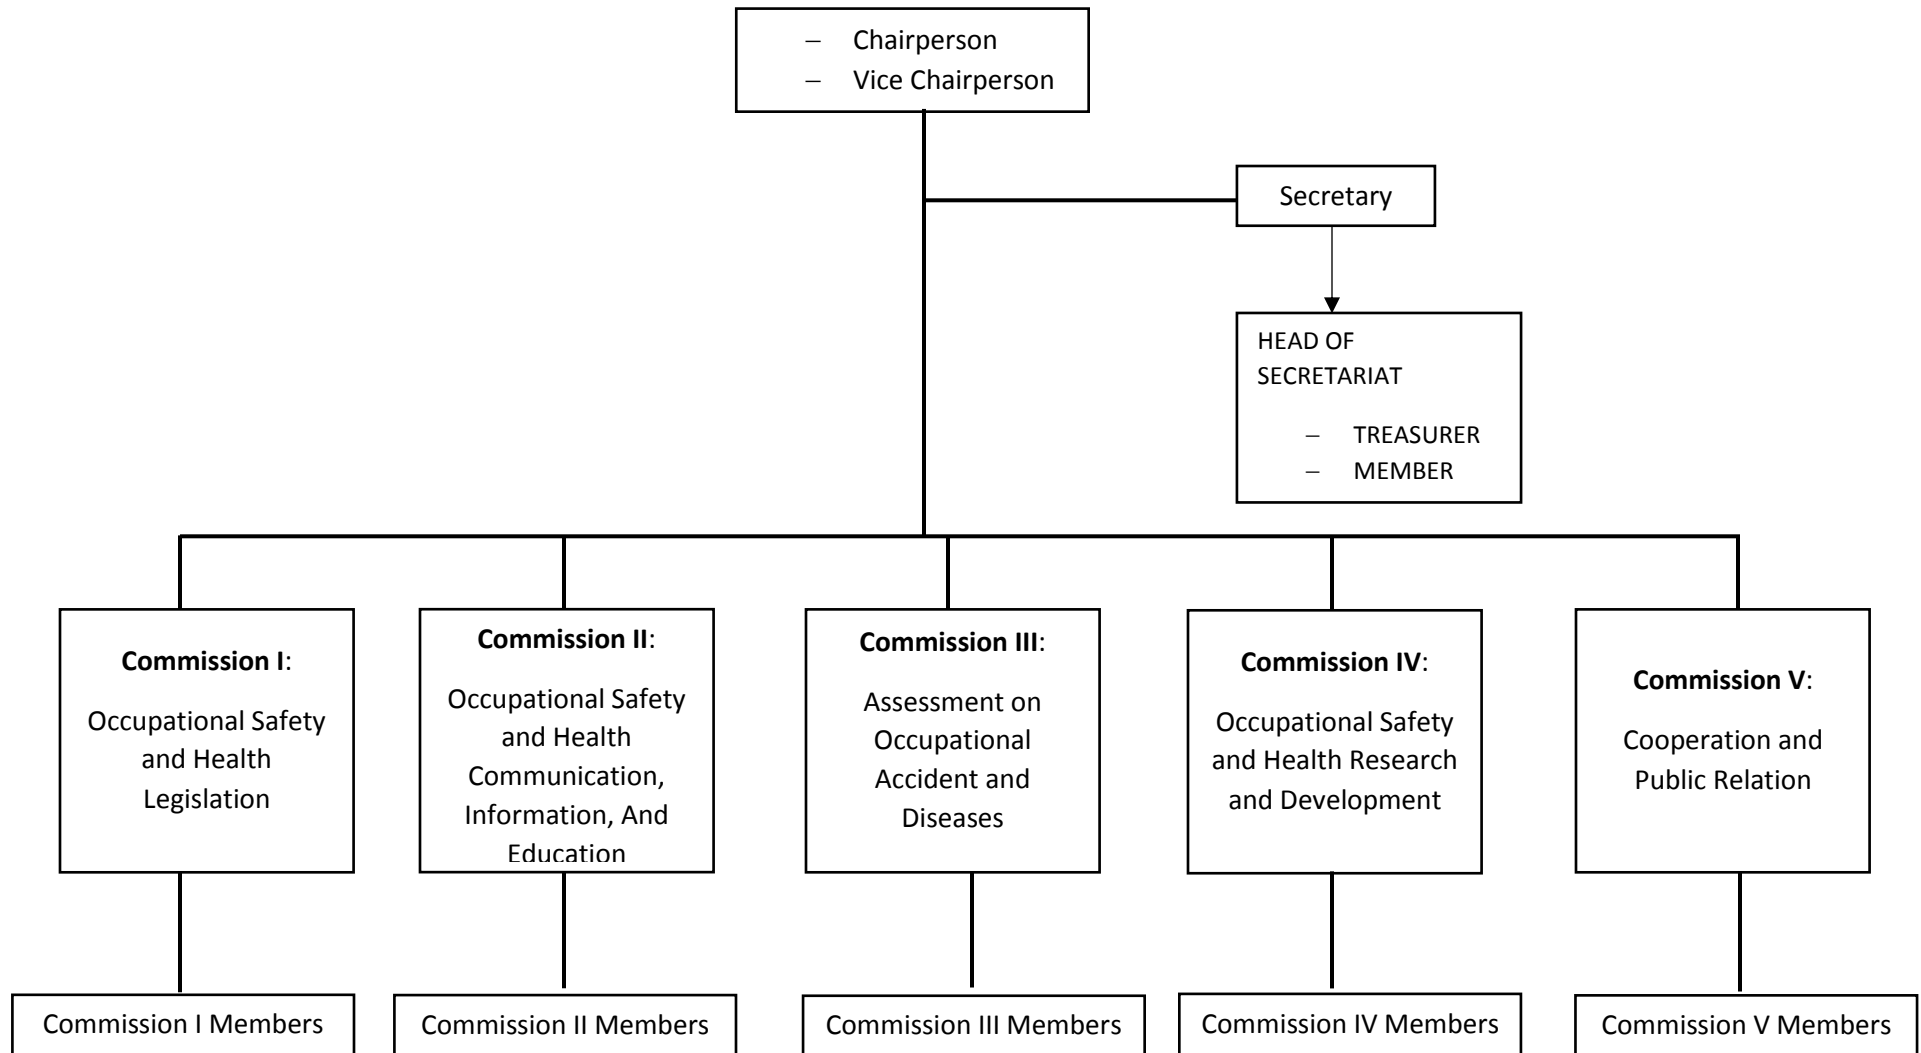 – Chairperson
– Vice Chairperson
Secretary
HEAD OF
SECRETARIAT
– TREASURER
– MEMBER
Commission I:
Occupational Safety
and Health
Legislation
Commission II:
Occupational Safety
and Health
Communication,
Information, And
Education
Commission III:
Assessment on
Occupational
Accident and
Diseases
Commission IV:
Occupational Safety
and Health Research
and Development
Commission V:
Cooperation and
Public Relation
Commission I Members
Commission II Members
Commission III Members
Commission IV Members
Commission V Members